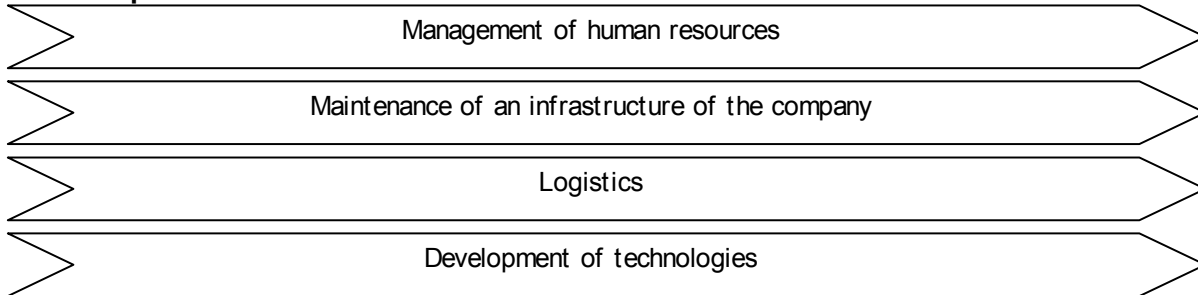 Management of human resources
Maintenance of an infrastructure of the company
Logistics
Development of technologies